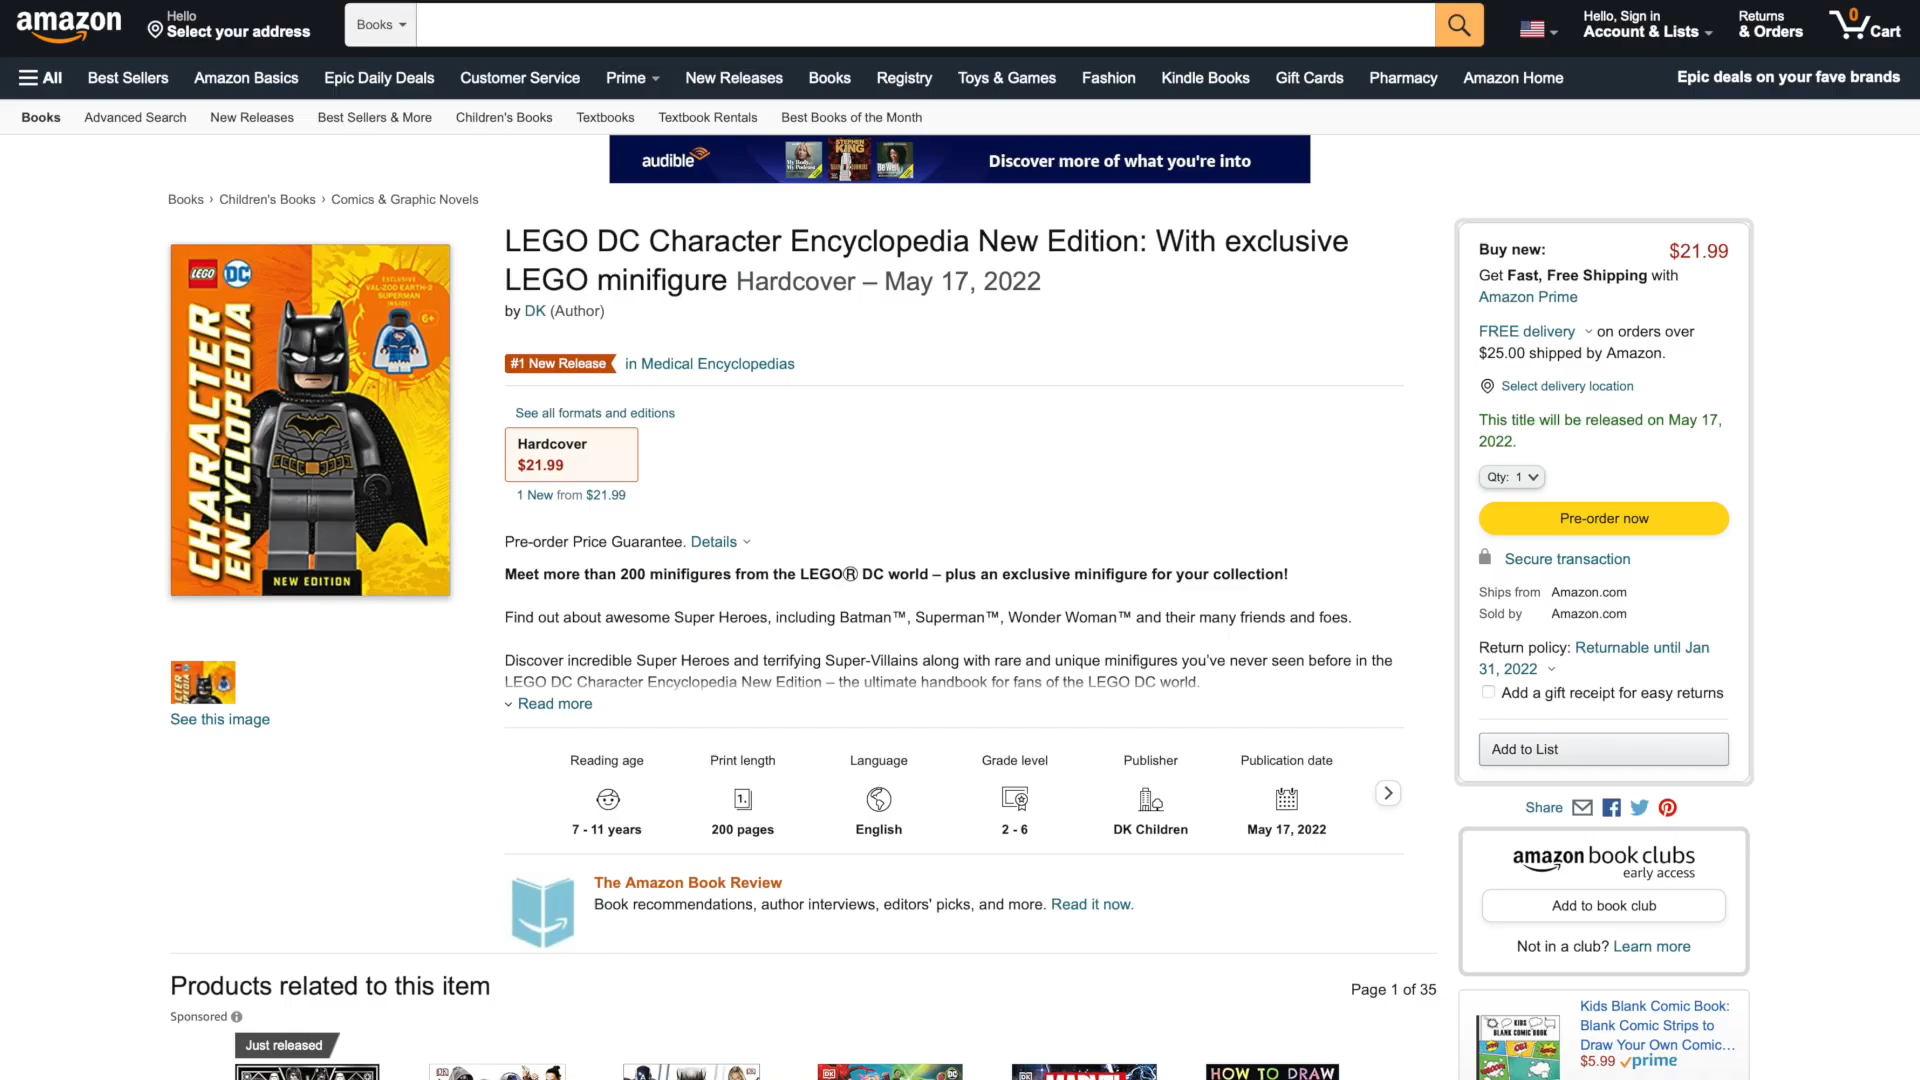 amazon
Hello
Select your address
Books
Hello, Sign in
Account & Lists
Returns
& Orders
0
Cart
All
Best Sellers
Amazon Basics
Epic Daily Deals
Customer Service
Prime
New Releases
Books
Registry
Toys & Games
Fashion
Kindle Books
Gift Cards
Pharmacy
Amazon Home
Epic deals on your fave brands
Books
Advanced Search
New Releases
Best Sellers & More
Children's Books
Textbooks
Textbook Rentals
Best Books of the Month
audible
STEPHEN KING
Discover more of what you're into
Books › Children's Books › Comics & Graphic Novels
LEGO DC
CHARACTER
ENCYCLOPEDIA
EXCLUSIVE
VAL-ZOD EARTH-2
SUPERMAN
INSIDE!
6+
NEW EDITION
See this image
LEGO DC Character Encyclopedia New Edition: With exclusive
LEGO minifigure Hardcover – May 17, 2022
by DK (Author)
#1 New Release in Medical Encyclopedias
See all formats and editions
Hardcover
$21.99
1 New from $21.99
Pre-order Price Guarantee. Details
Meet more than 200 minifigures from the LEGO® DC world – plus an exclusive minifigure for your collection!
Find out about awesome Super Heroes, including Batman™, Superman™, Wonder Woman™ and their many friends and foes.
Discover incredible Super Heroes and terrifying Super-Villains along with rare and unique minifigures you've never seen before in the
LEGO DC Character Encyclopedia New Edition – the ultimate handbook for fans of the LEGO DC world.
Read more
Reading age
7 - 11 years
Print length
1.
200 pages
Language
English
Grade level
2 - 6
Publisher
DK Children
Publication date
May 17, 2022
The Amazon Book Review
Book recommendations, author interviews, editors' picks, and more. Read it now.
Buy new: $21.99
Get Fast, Free Shipping with
Amazon Prime
FREE delivery on orders over
$25.00 shipped by Amazon.
Select delivery location
This title will be released on May 17,
2022.
Qty: 1
Pre-order now
Secure transaction
Ships from Amazon.com
Sold by Amazon.com
Return policy: Returnable until Jan
31, 2022
Add a gift receipt for easy returns
Add to List
Share
amazon book clubs
early access
Add to book club
Not in a club? Learn more
Kids Blank Comic Book:
Blank Comic Strips to
Draw Your Own Comic…
$5.99 prime
KIDS
BLANK COMIC BOOK
Products related to this item
Page 1 of 35
Sponsored
Just released
DK
MARVEL
HOW TO DRAW